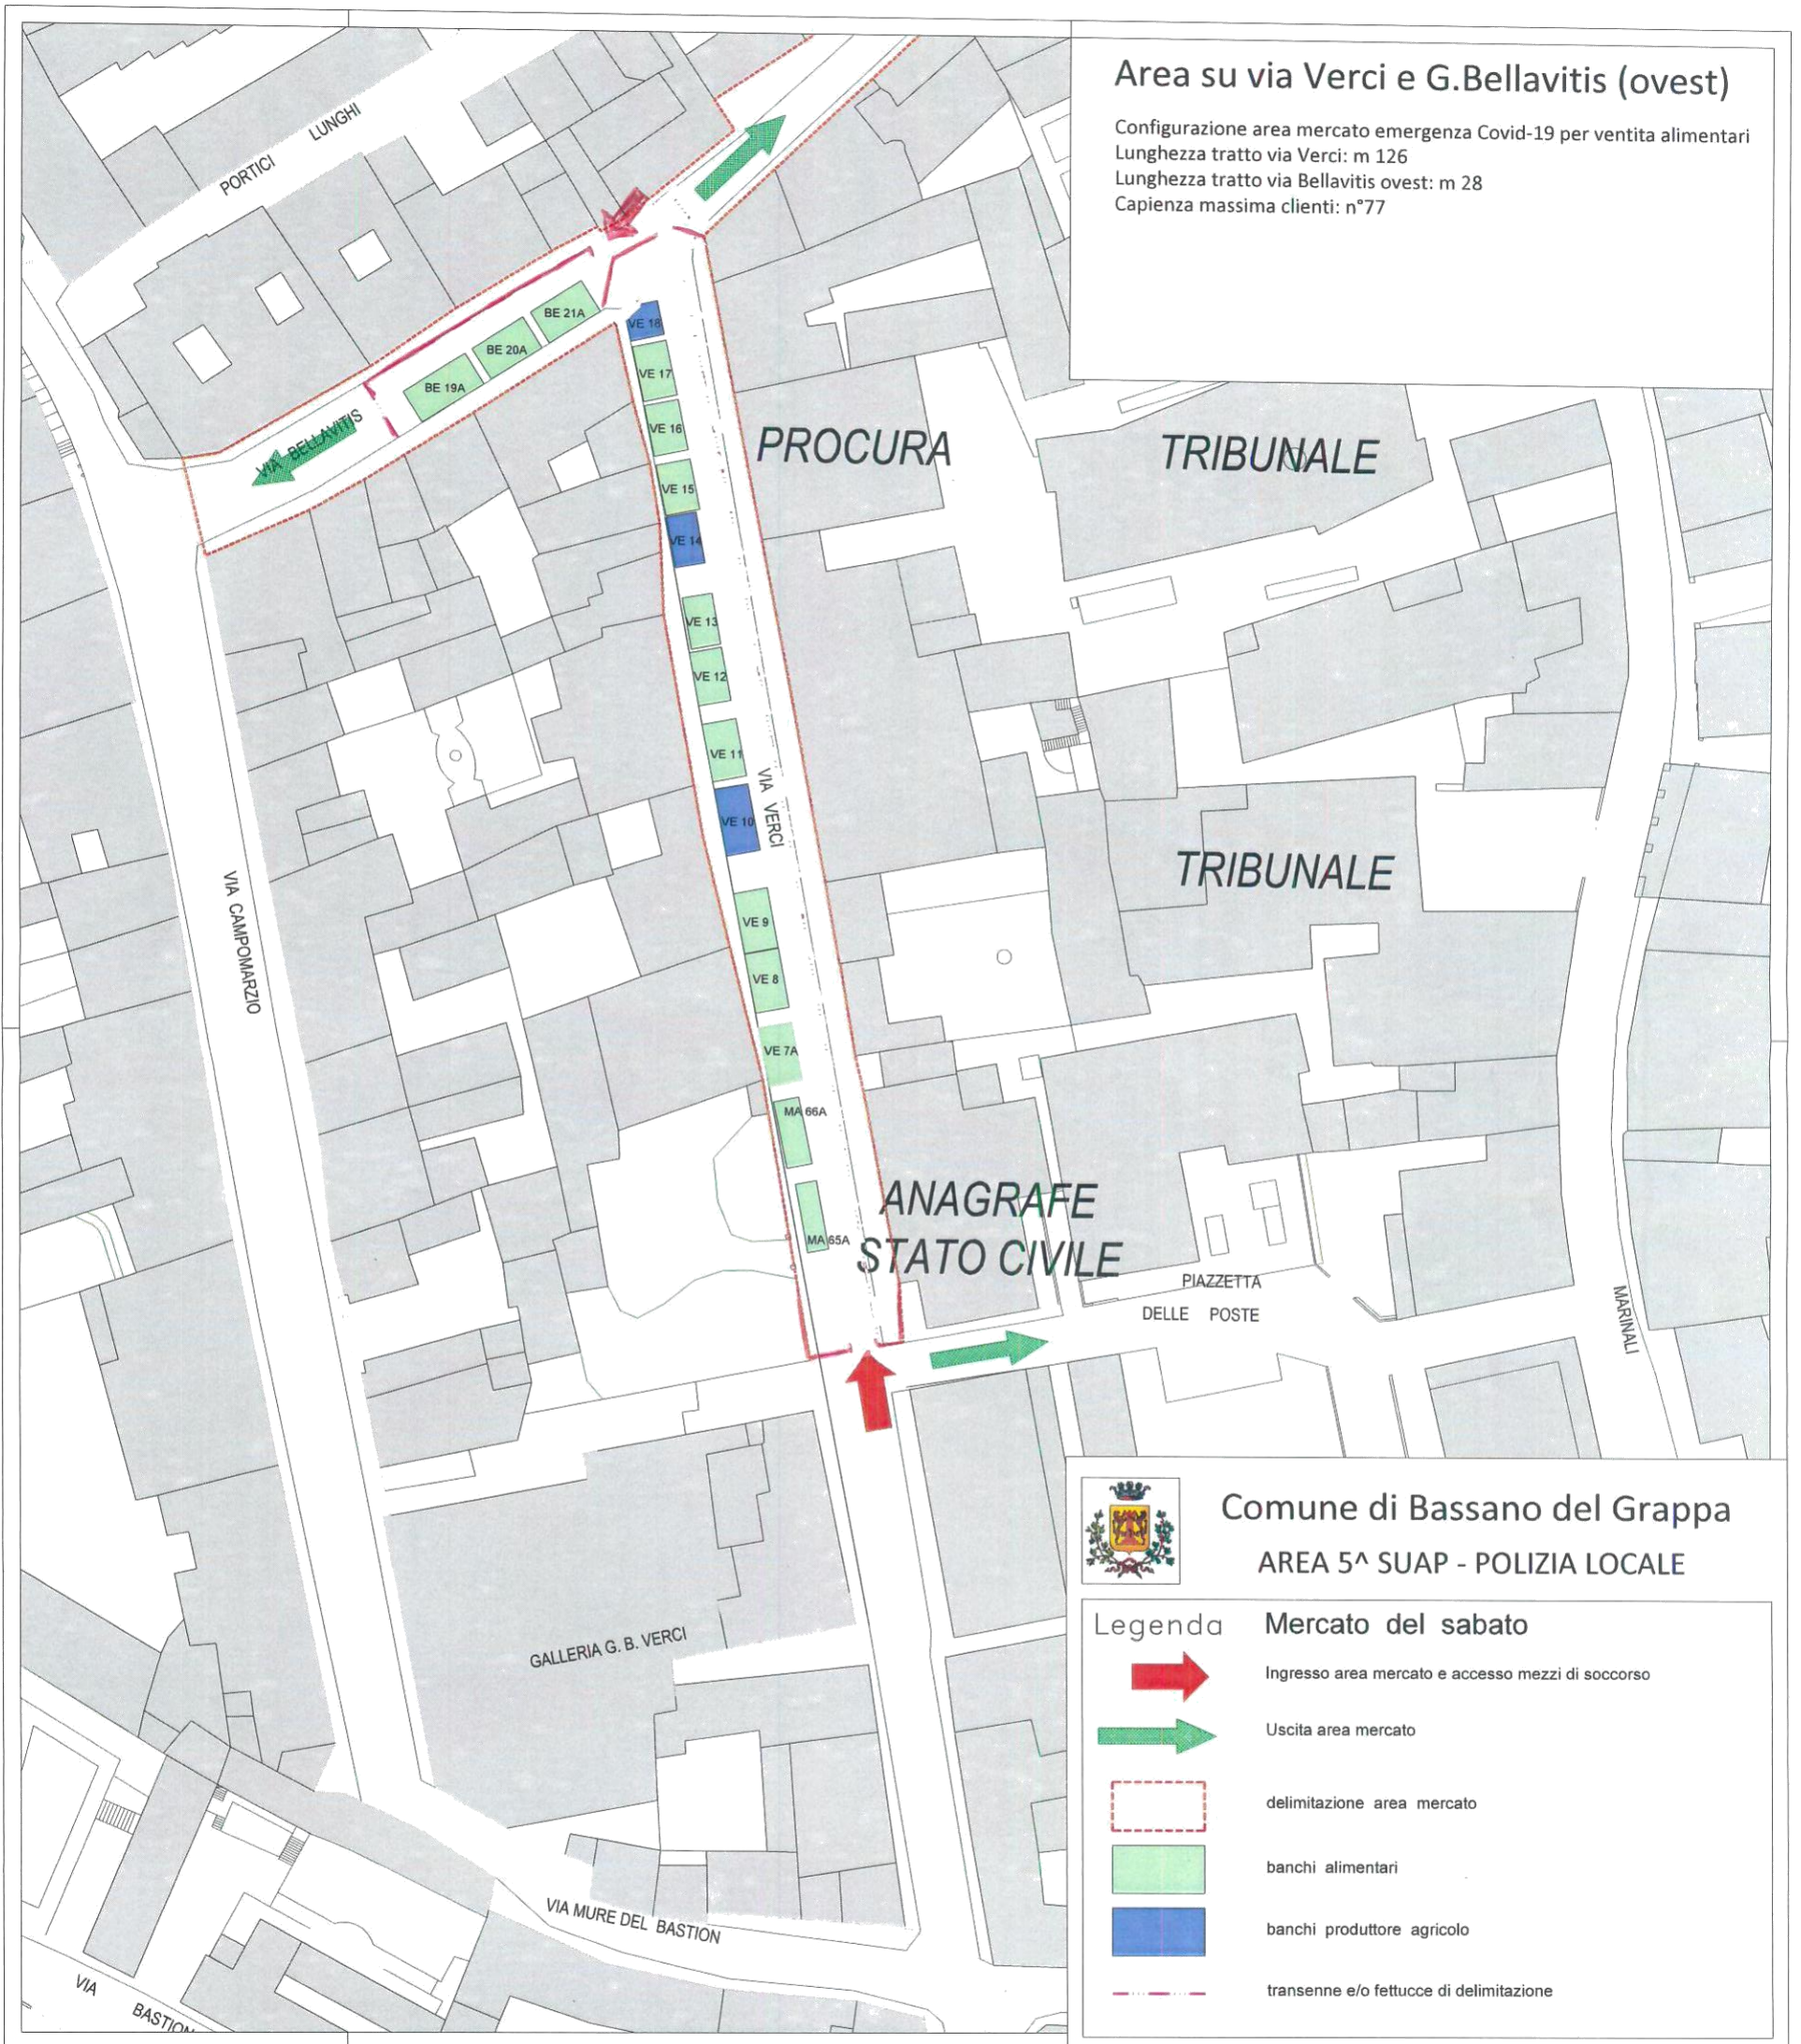 Area su via Verci e G.Bellavitis (ovest)
Configurazione area mercato emergenza Covid-19 per ventita alimentari
Lunghezza tratto via Verci: m 126
Lunghezza tratto via Bellavitis ovest: m 28
Capienza massima clienti: n°77
PORTICI LUNGHI
BE 21A
BE 20A
BE 19A
VIA BELLAVITIS
VE 18
VE 17
VE 16
VE 15
VE 14
VE 13
VE 12
VE 11
VE 10
VIA VERCI
VE 9
VE 8
VE 7A
MA 66A
MA 65A
PROCURA
TRIBUNALE
TRIBUNALE
VIA CAMPOMARZIO
ANAGRAFE
STATO CIVILE
PIAZZETTA
DELLE POSTE
MARINALI
GALLERIA G. B. VERCI
VIA MURE DEL BASTION
VIA BASTION
Comune di Bassano del Grappa
AREA 5^ SUAP - POLIZIA LOCALE
Legenda Mercato del sabato
Ingresso area mercato e accesso mezzi di soccorso
Uscita area mercato
delimitazione area mercato
banchi alimentari
banchi produttore agricolo
transenne e/o fettucce di delimitazione